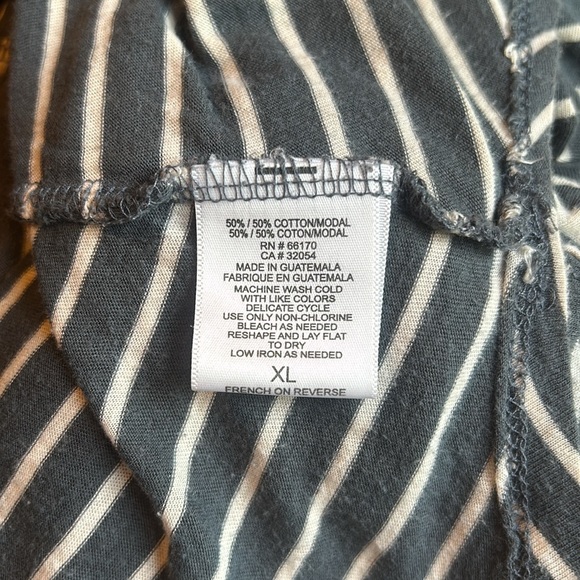 50% / 50% COTTON/MODAL
50% / 50% COTTON/MODAL
RN # 66170
CA # 32054
MADE IN GUATEMALA
FABRIQUE EN GUATEMALA
MACHINE WASH COLD
WITH LIKE COLORS
DELICATE CYCLE
USE ONLY NON-CHLORINE
BLEACH AS NEEDED
RESHAPE AND LAY FLAT
TO DRY
LOW IRON AS NEEDED
XL
FRENCH ON REVERSE